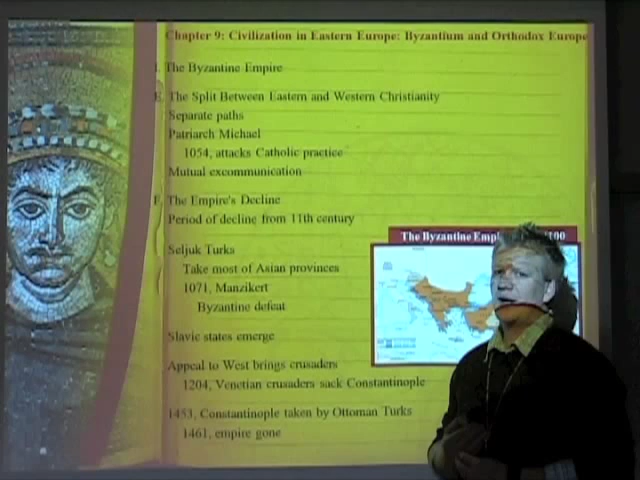 Chapter 9: Civilization in Eastern Europe: Byzantium and Orthodox Europe
I. The Byzantine Empire
E. The Split Between Eastern and Western Christianity
Separate paths
Patriarch Michael
1054, attacks Catholic practice
Mutual excommunication
F. The Empire's Decline
Period of decline from 11th century
Seljuk Turks
Take most of Asian provinces
1071, Manzikert
Byzantine defeat
Slavic states emerge
Appeal to West brings crusaders
1204, Venetian crusaders sack Constantinople
1453, Constantinople taken by Ottoman Turks
1461, empire gone
The Byzantine